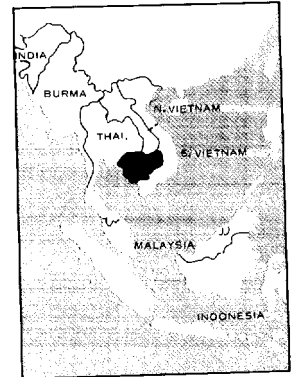 INDIA
BURMA
N. VIETNAM
THAI.
S. VIETNAM
MALAYSIA
INDONESIA